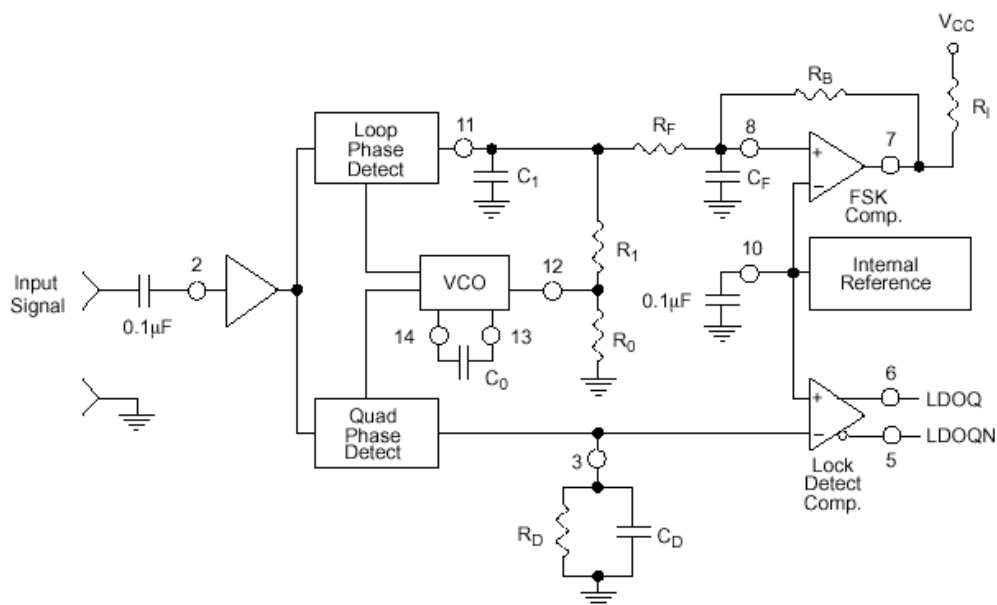 V_CC
R_B
R_I
Loop
Phase
Detect
11
R_F
8
7
C_1
C_F
+
−
FSK
Comp.
Input
Signal
2
0.1µF
VCO
12
R_1
10
Internal
Reference
0.1µF
14
13
C_0
R_0
Quad
Phase
Detect
6
LDOQ
+
−
LDOQN
5
3
Lock
Detect
Comp.
R_D
C_D